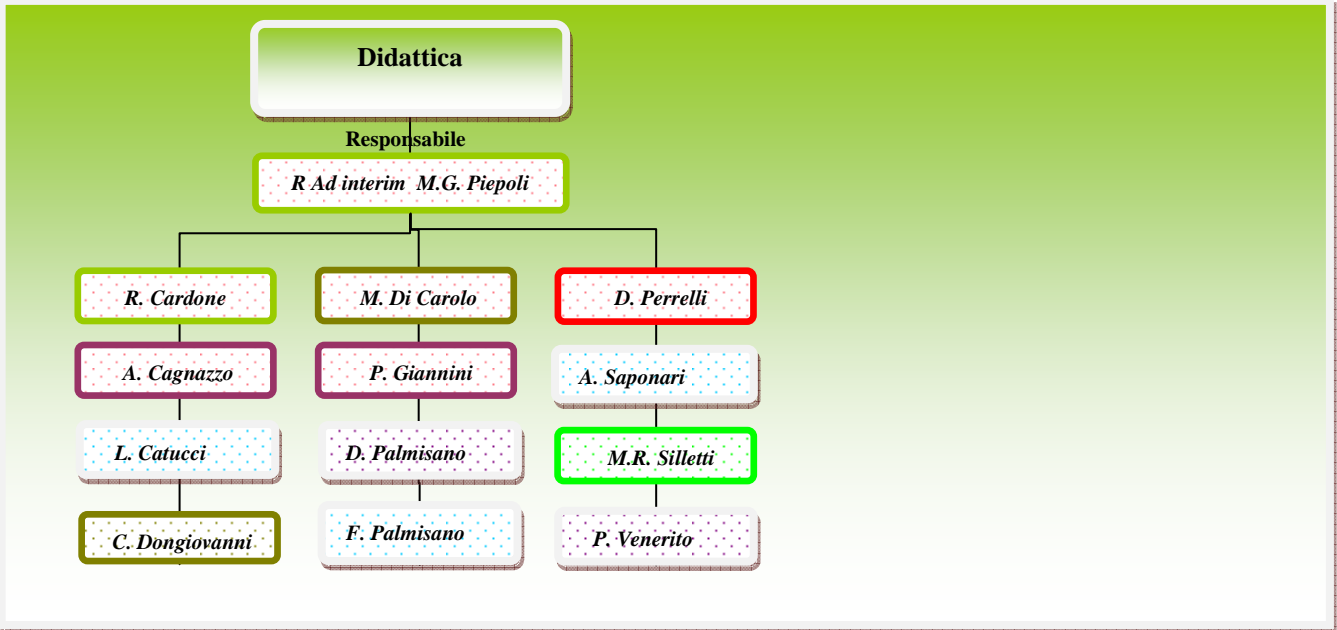 Didattica
Responsabile
R Ad interim M.G. Piepoli
R. Cardone
M. Di Carolo
D. Perrelli
A. Cagnazzo
P. Giannini
A. Saponari
L. Catucci
D. Palmisano
M.R. Silletti
C. Dongiovanni
F. Palmisano
P. Venerito